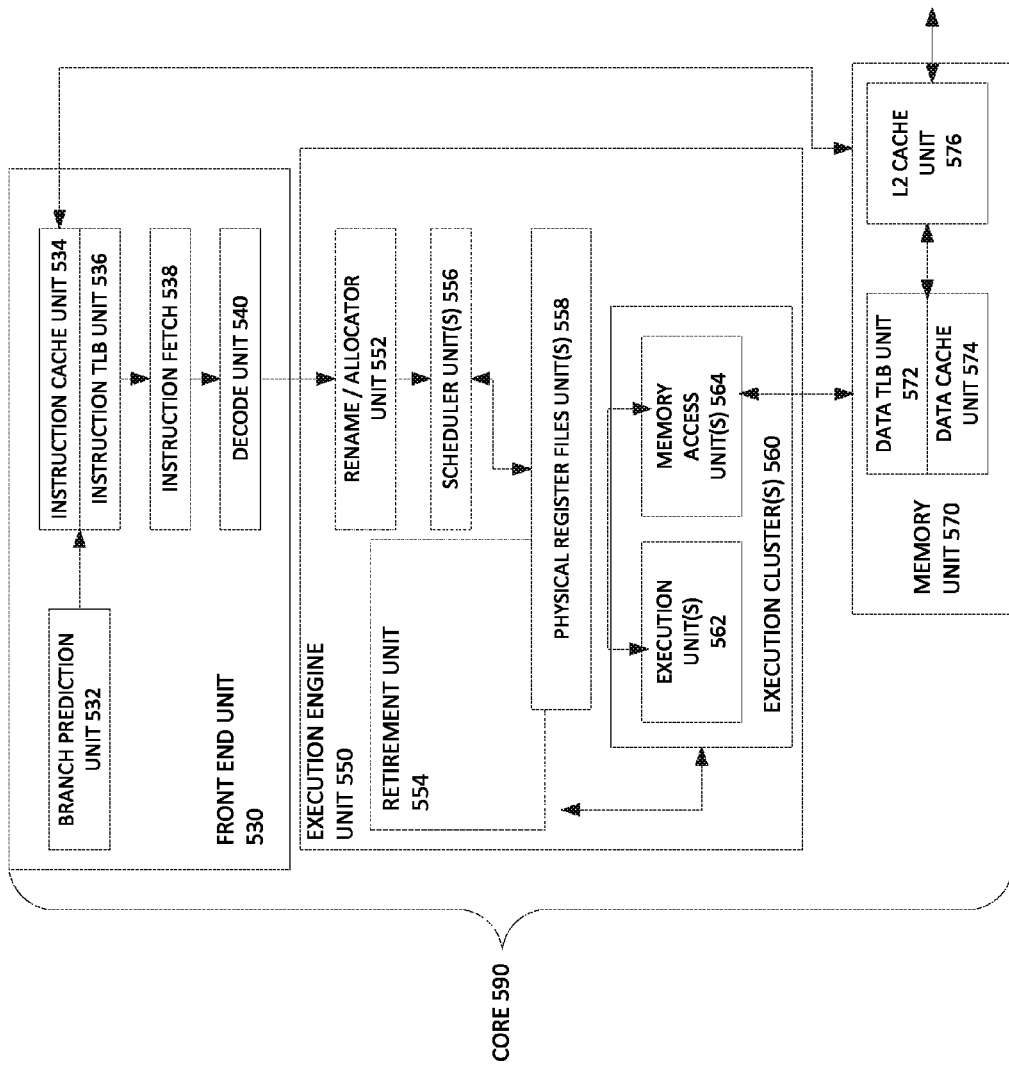 BRANCH PREDICTION
UNIT 532
INSTRUCTION CACHE UNIT 534
INSTRUCTION TLB UNIT 536
INSTRUCTION FETCH 538
DECODE UNIT 540
FRONT END UNIT
530
EXECUTION ENGINE
UNIT 550
RENAME / ALLOCATOR
UNIT 552
SCHEDULER UNIT(S) 556
RETIREMENT UNIT
554
PHYSICAL REGISTER FILES UNIT(S) 558
EXECUTION
UNIT(S)
562
MEMORY
ACCESS
UNIT(S) 564
EXECUTION CLUSTER(S) 560
MEMORY
UNIT 570
DATA TLB UNIT
572
DATA CACHE
UNIT 574
L2 CACHE
UNIT
576
CORE 590